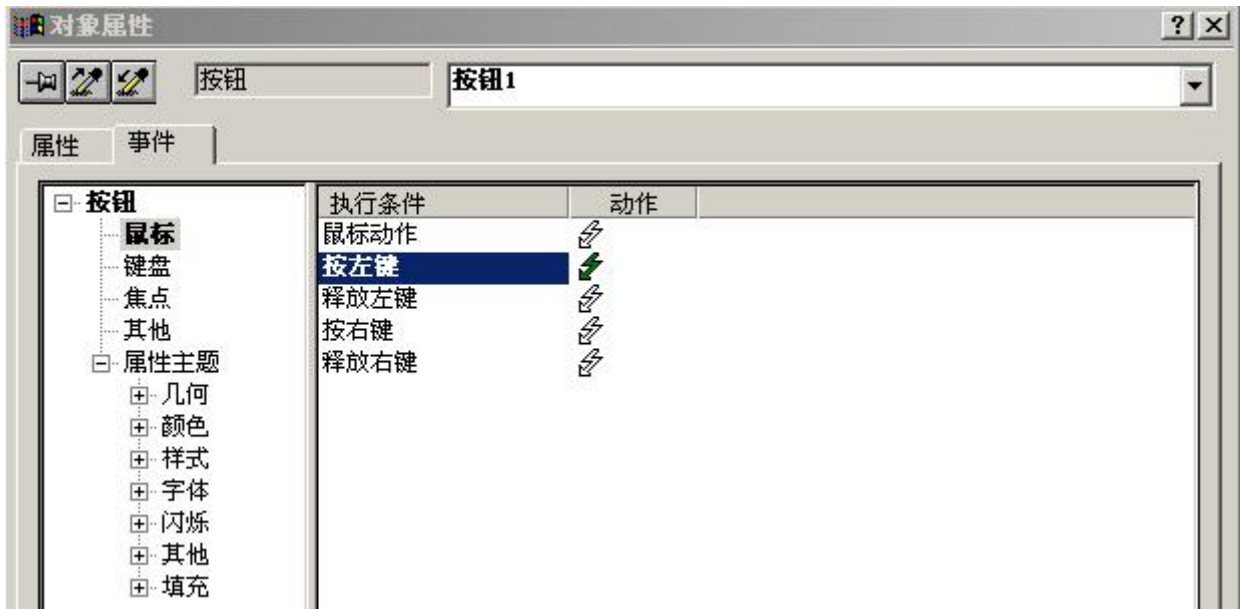 对象属性
按钮 按钮1
属性 事件
按钮
鼠标
键盘
焦点
其他
属性主题
几何
颜色
样式
字体
闪烁
其他
填充
执行条件 动作
鼠标动作
按左键
释放左键
按右键
释放右键